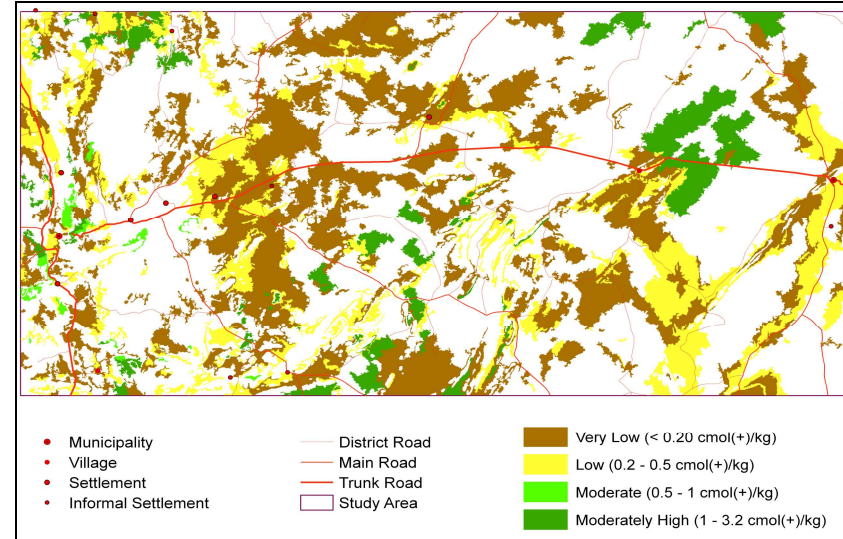 Municipality
Village
Settlement
Informal Settlement
District Road
Main Road
Trunk Road
Study Area
Very Low (< 0.20 cmol(+)/kg)
Low (0.2 - 0.5 cmol(+)/kg)
Moderate (0.5 - 1 cmol(+)/kg)
Moderately High (1 - 3.2 cmol(+)/kg)